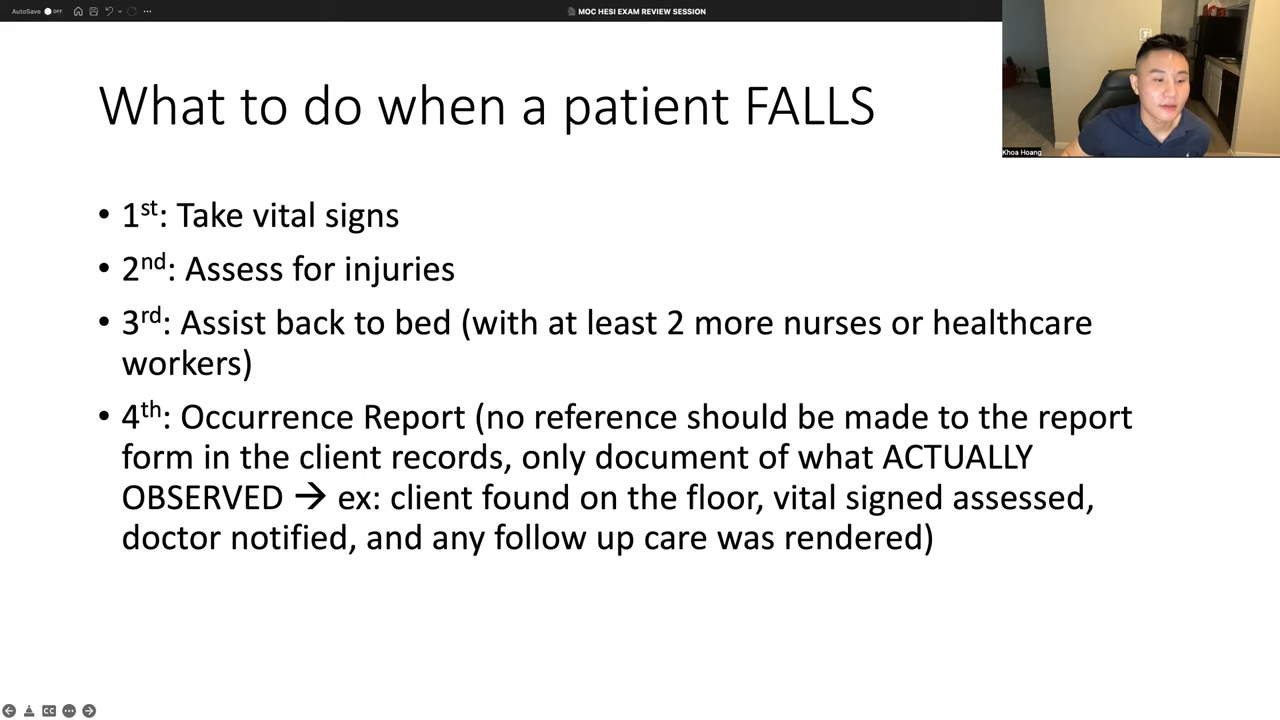 AutoSave OFF
MOC HESI EXAM REVIEW SESSION
What to do when a patient FALLS
Khoa Hoang
• 1st: Take vital signs
• 2nd: Assess for injuries
• 3rd: Assist back to bed (with at least 2 more nurses or healthcare
workers)
• 4th: Occurrence Report (no reference should be made to the report
form in the client records, only document of what ACTUALLY
OBSERVED → ex: client found on the floor, vital signed assessed,
doctor notified, and any follow up care was rendered)
CC